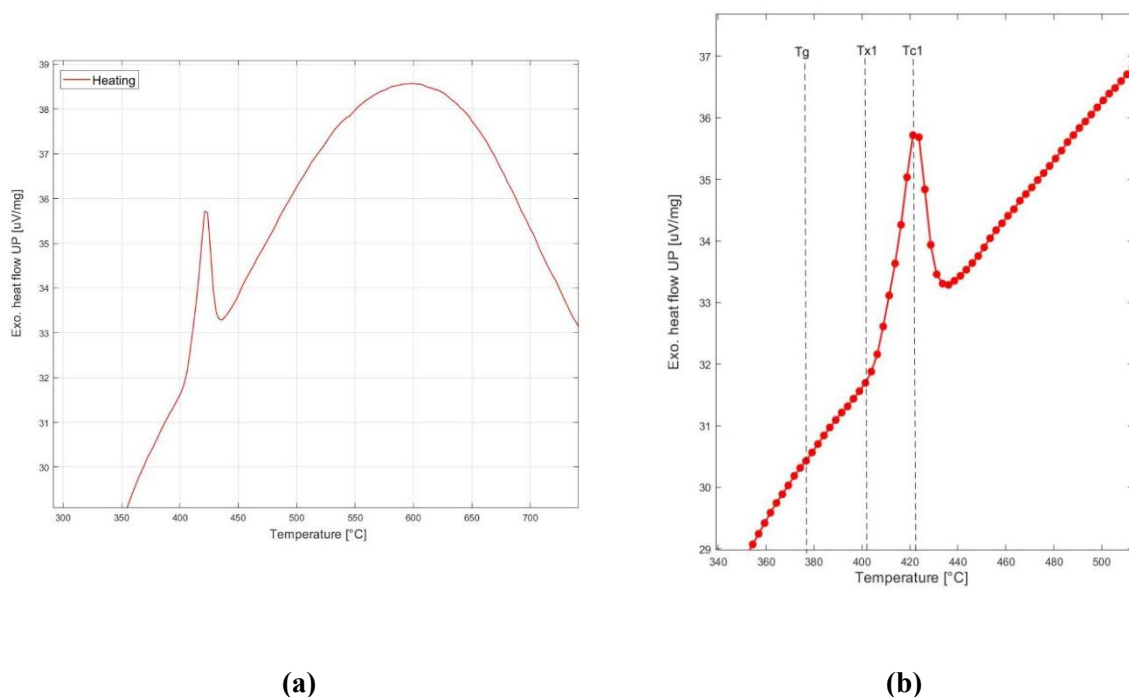 39
Heating
38
37
36
35
34
33
32
31
30
Exo. heat flow UP [uV/mg]
300 350 400 450 500 550 600 650 700
Temperature [°C]
(a)
Tg Tx1 Tc1
37
36
35
34
33
32
31
30
29
Exo. heat flow UP [uV/mg]
340 360 380 400 420 440 460 480 500
Temperature [°C]
(b)